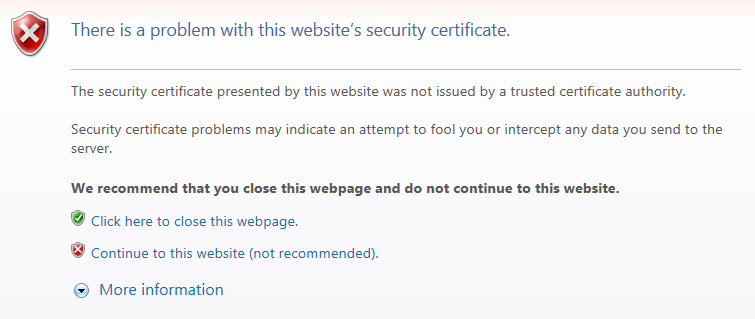 There is a problem with this website's security certificate.
The security certificate presented by this website was not issued by a trusted certificate authority.
Security certificate problems may indicate an attempt to fool you or intercept any data you send to the
server.
We recommend that you close this webpage and do not continue to this website.
Click here to close this webpage.
Continue to this website (not recommended).
More information